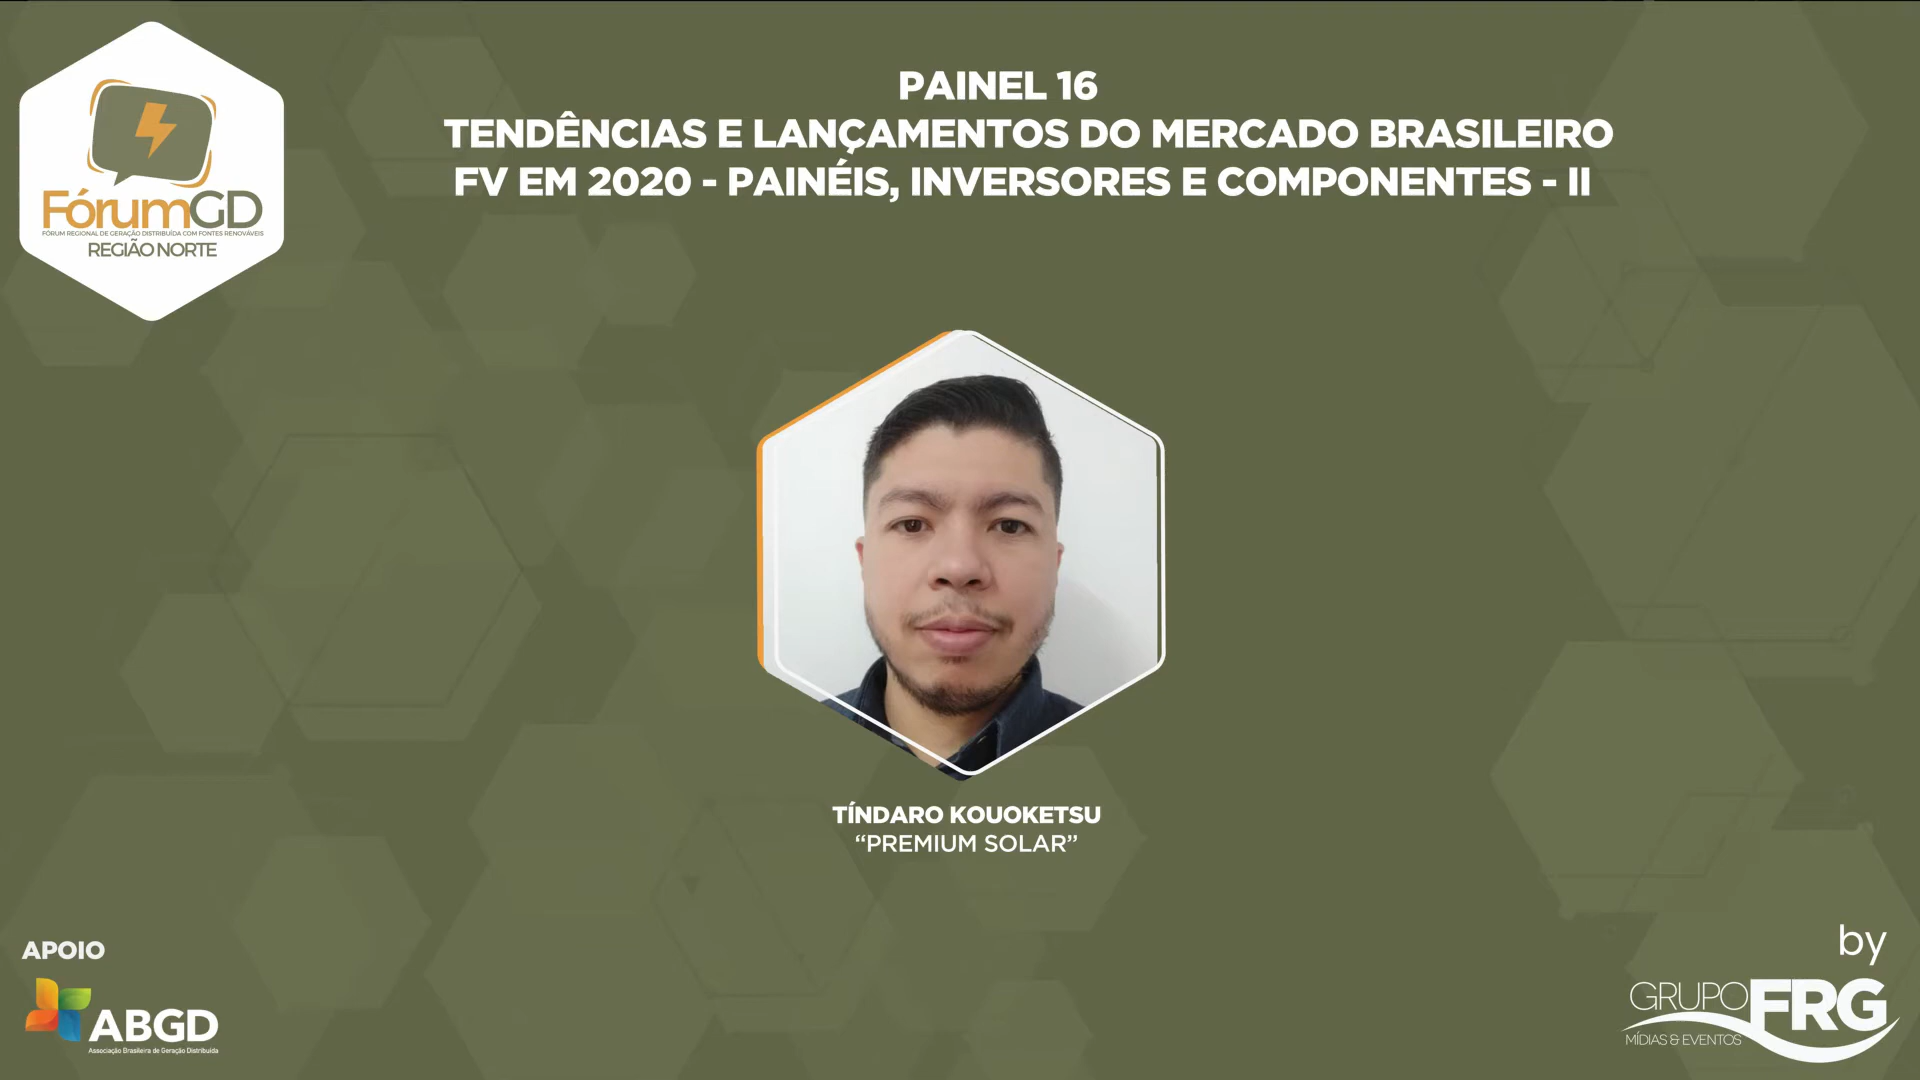 FórumGD
FÓRUM REGIONAL DE GERAÇÃO DISTRIBUÍDA COM FONTES RENOVÁVEIS
REGIÃO NORTE
PAINEL 16
TENDÊNCIAS E LANÇAMENTOS DO MERCADO BRASILEIRO
FV EM 2020 - PAINÉIS, INVERSORES E COMPONENTES - II
TÍNDARO KOUOKETSU
“PREMIUM SOLAR”
APOIO
ABGD
Associação Brasileira de Geração Distribuída
by
GRUPO FRG
MÍDIAS & EVENTOS